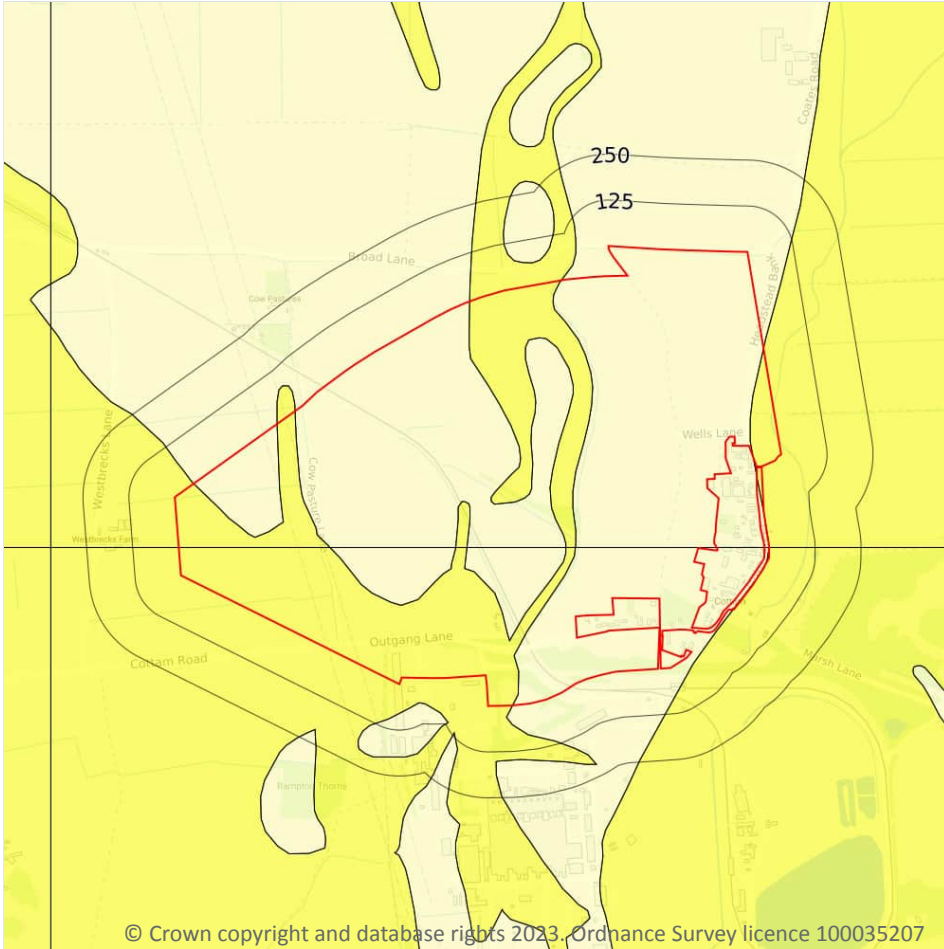 Coates Road
250
125
Broad Lane
Headstead Bank
Cow Pastures
Wells Lane
Westbrecks Lane
Cow Pasture L
Westbrecks Farm
Cottam
Outgang Lane
Cottam Road
Marsh Lane
Rampton Thorns
© Crown copyright and database rights 2023. Ordnance Survey licence 100035207